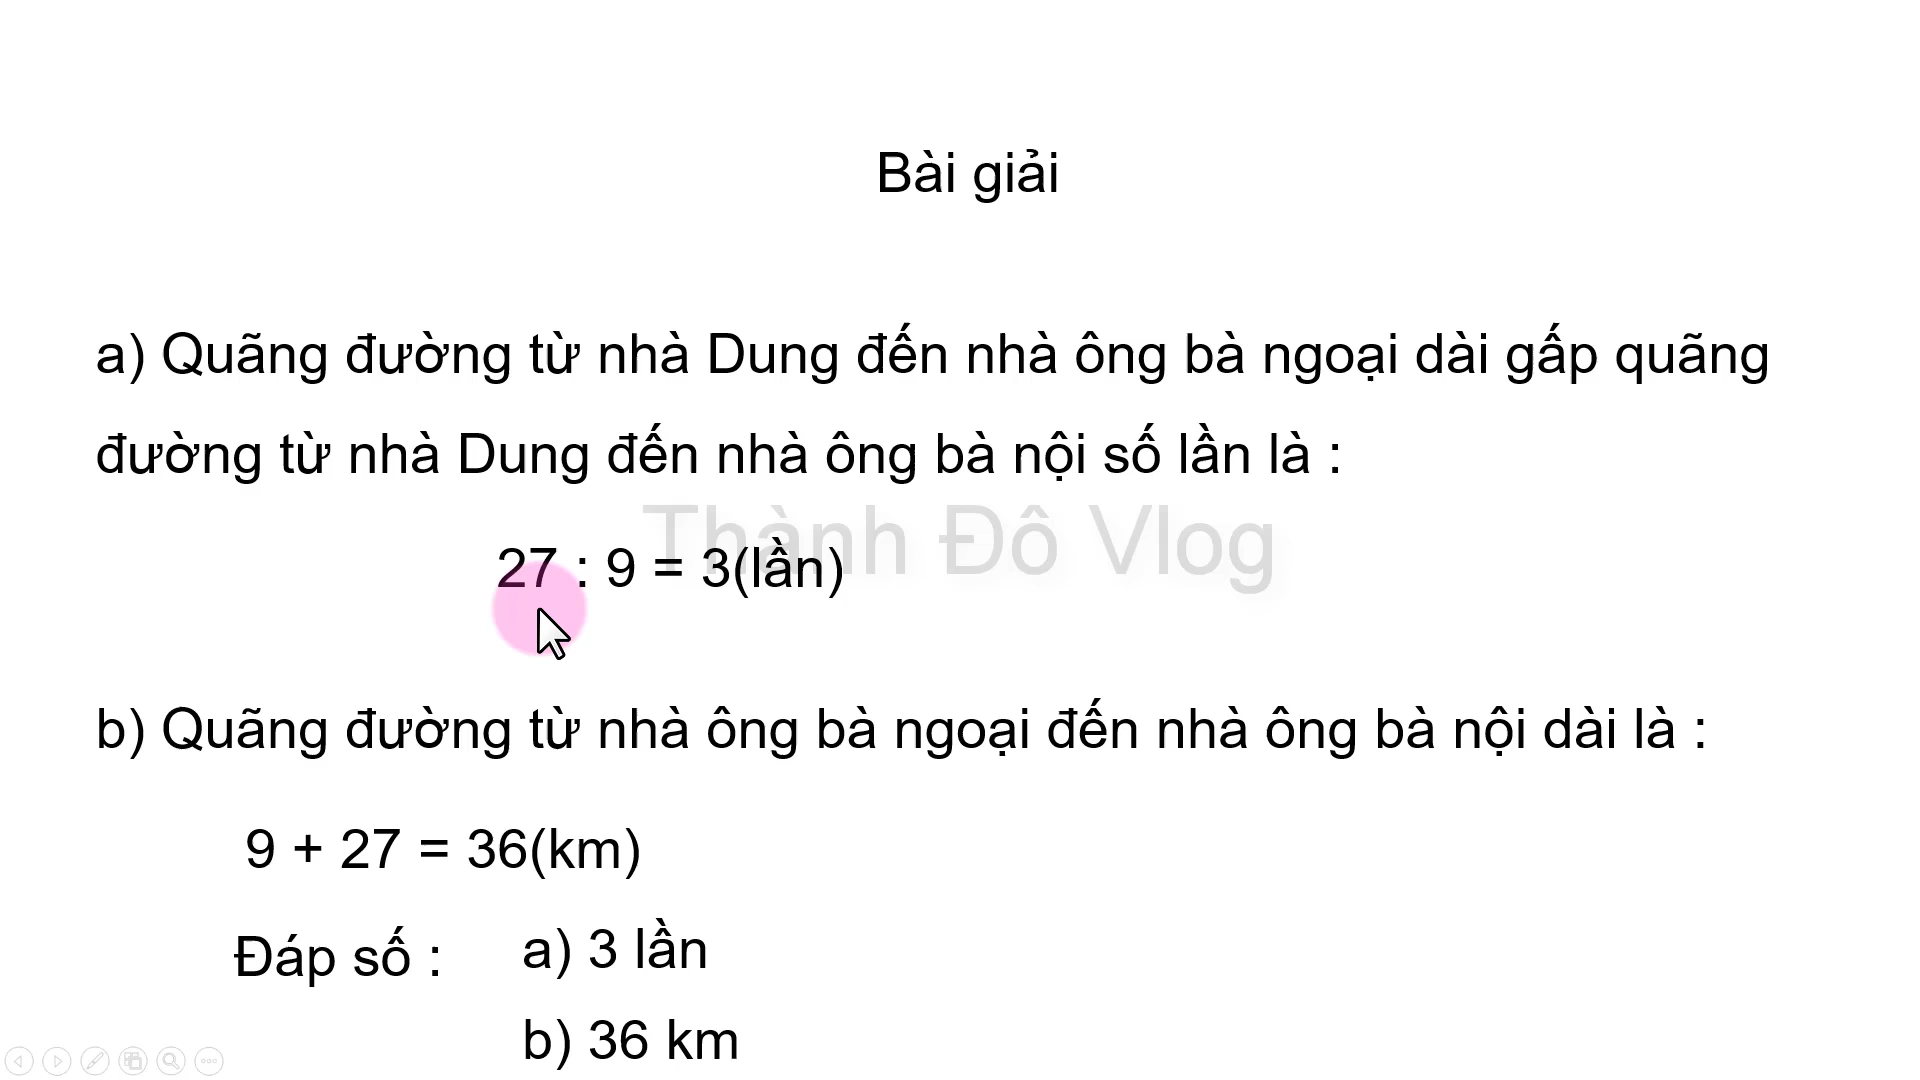 Bài giải
a) Quãng đường từ nhà Dung đến nhà ông bà ngoại dài gấp quãng
đường từ nhà Dung đến nhà ông bà nội số lần là :
Thành Đô Vlog
27 : 9 = 3(lần)
b) Quãng đường từ nhà ông bà ngoại đến nhà ông bà nội dài là :
9 + 27 = 36(km)
Đáp số :
a) 3 lần
b) 36 km